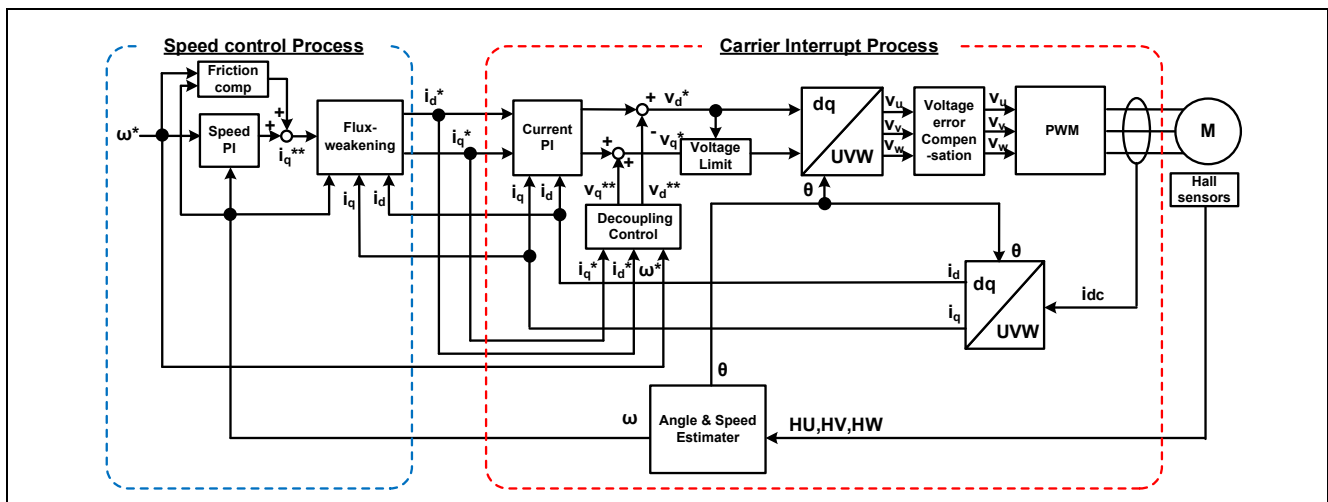 Speed control Process
Carrier Interrupt Process
Friction
comp
ω*
Speed
PI
+
+
iq**
Flux-
weakening
id*
iq*
iq
id
Current
PI
iq
id
+
-
vd*
+
+
vq*
vq**
vd**
Voltage
Limit
Decoupling
Control
iq*
id*
ω*
dq
UVW
θ
vu
vv
vw
Voltage
error
Compen
-sation
vu
vv
vw
PWM
M
Hall
sensors
θ
dq
UVW
id
iq
idc
θ
ω
Angle & Speed
Estimater
HU,HV,HW